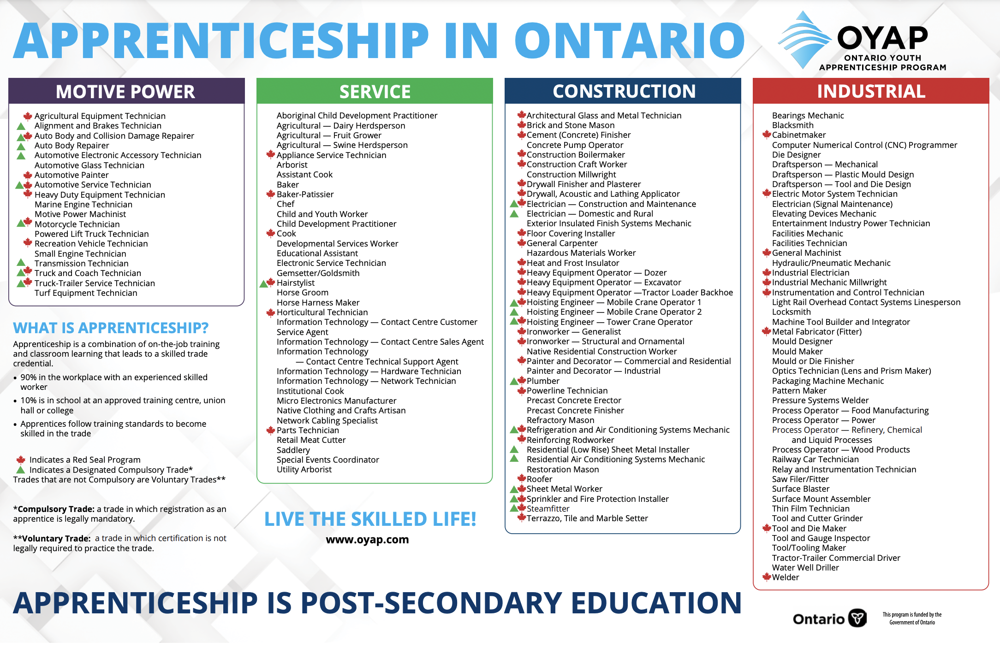 APPRENTICESHIP IN ONTARIO
OYAP
ONTARIO YOUTH
APPRENTICESHIP PROGRAM
MOTIVE POWER
Agricultural Equipment Technician
Alignment and Brakes Technician
Auto Body and Collision Damage Repairer
Auto Body Repairer
Automotive Electronic Accessory Technician
Automotive Glass Technician
Automotive Painter
Automotive Service Technician
Heavy Duty Equipment Technician
Marine Engine Technician
Motive Power Machinist
Motorcycle Technician
Powered Lift Truck Technician
Recreation Vehicle Technician
Small Engine Technician
Transmission Technician
Truck and Coach Technician
Truck-Trailer Service Technician
Turf Equipment Technician
WHAT IS APPRENTICESHIP?
Apprenticeship is a combination of on-the-job training
and classroom learning that leads to a skilled trade
credential.
• 90% in the workplace with an experienced skilled
worker
• 10% is in school at an approved training centre, union
hall or college
• Apprentices follow training standards to become
skilled in the trade
Indicates a Red Seal Program
Indicates a Designated Compulsory Trade*
Trades that are not Compulsory are Voluntary Trades**
*Compulsory Trade: a trade in which registration as an
apprentice is legally mandatory.
**Voluntary Trade: a trade in which certification is not
legally required to practice the trade.
SERVICE
Aboriginal Child Development Practitioner
Agricultural — Dairy Herdsperson
Agricultural — Fruit Grower
Agricultural — Swine Herdsperson
Appliance Service Technician
Arborist
Assistant Cook
Baker
Baker-Patissier
Chef
Child and Youth Worker
Child Development Practitioner
Cook
Developmental Services Worker
Educational Assistant
Electronic Service Technician
Gemsetter/Goldsmith
Hairstylist
Horse Groom
Horse Harness Maker
Horticultural Technician
Information Technology — Contact Centre Customer
Service Agent
Information Technology — Contact Centre Sales Agent
Information Technology
— Contact Centre Technical Support Agent
Information Technology — Hardware Technician
Information Technology — Network Technician
Institutional Cook
Micro Electronics Manufacturer
Native Clothing and Crafts Artisan
Network Cabling Specialist
Parts Technician
Retail Meat Cutter
Saddlery
Special Events Coordinator
Utility Arborist
LIVE THE SKILLED LIFE!
www.oyap.com
CONSTRUCTION
Architectural Glass and Metal Technician
Brick and Stone Mason
Cement (Concrete) Finisher
Concrete Pump Operator
Construction Boilermaker
Construction Craft Worker
Construction Millwright
Drywall Finisher and Plasterer
Drywall, Acoustic and Lathing Applicator
Electrician — Construction and Maintenance
Electrician — Domestic and Rural
Exterior Insulated Finish Systems Mechanic
Floor Covering Installer
General Carpenter
Hazardous Materials Worker
Heat and Frost Insulator
Heavy Equipment Operator — Dozer
Heavy Equipment Operator — Excavator
Heavy Equipment Operator —Tractor Loader Backhoe
Hoisting Engineer — Mobile Crane Operator 1
Hoisting Engineer — Mobile Crane Operator 2
Hoisting Engineer — Tower Crane Operator
Ironworker — Generalist
Ironworker — Structural and Ornamental
Native Residential Construction Worker
Painter and Decorator — Commercial and Residential
Painter and Decorator — Industrial
Plumber
Powerline Technician
Precast Concrete Erector
Precast Concrete Finisher
Refractory Mason
Refrigeration and Air Conditioning Systems Mechanic
Reinforcing Rodworker
Residential (Low Rise) Sheet Metal Installer
Residential Air Conditioning Systems Mechanic
Restoration Mason
Roofer
Sheet Metal Worker
Sprinkler and Fire Protection Installer
Steamfitter
Terrazzo, Tile and Marble Setter
INDUSTRIAL
Bearings Mechanic
Blacksmith
Cabinetmaker
Computer Numerical Control (CNC) Programmer
Die Designer
Draftsperson — Mechanical
Draftsperson — Plastic Mould Design
Draftsperson — Tool and Die Design
Electric Motor System Technician
Electrician (Signal Maintenance)
Elevating Devices Mechanic
Entertainment Industry Power Technician
Facilities Mechanic
Facilities Technician
General Machinist
Hydraulic/Pneumatic Mechanic
Industrial Electrician
Industrial Mechanic Millwright
Instrumentation and Control Technician
Light Rail Overhead Contact Systems Linesperson
Locksmith
Machine Tool Builder and Integrator
Metal Fabricator (Fitter)
Mould Designer
Mould Maker
Mould or Die Finisher
Optics Technician (Lens and Prism Maker)
Packaging Machine Mechanic
Pattern Maker
Pressure Systems Welder
Process Operator — Food Manufacturing
Process Operator — Power
Process Operator — Refinery, Chemical
and Liquid Processes
Process Operator — Wood Products
Railway Car Technician
Relay and Instrumentation Technician
Saw Filer/Fitter
Surface Blaster
Surface Mount Assembler
Thin Film Technician
Tool and Cutter Grinder
Tool and Die Maker
Tool and Gauge Inspector
Tool/Tooling Maker
Tractor-Trailer Commercial Driver
Water Well Driller
Welder
APPRENTICESHIP IS POST-SECONDARY EDUCATION
Ontario
This program is funded by the
Government of Ontario